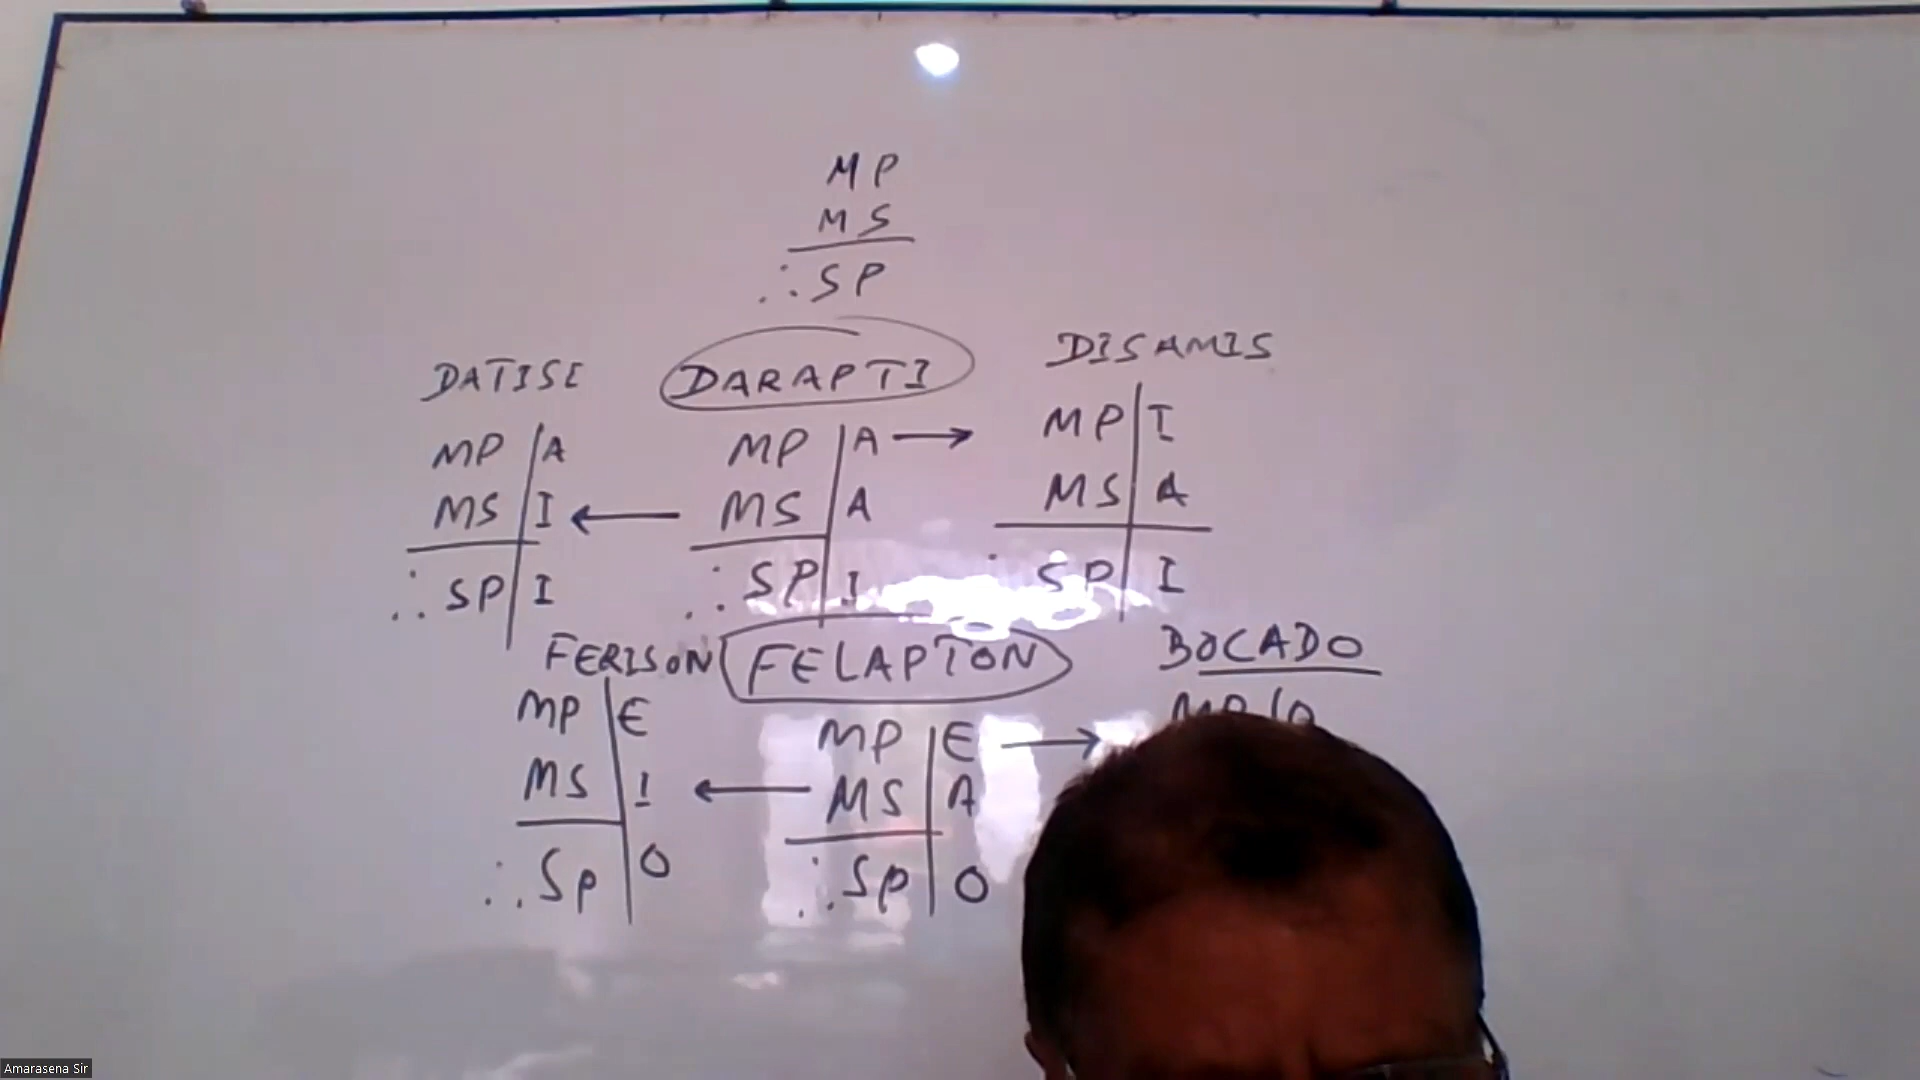 MP
MS
∴ SP
DATISI DARAPTI DISAMIS
MP A
MS I
∴ SP I
MP A →
← MS A
∴ SP I
MP I
MS A
SP I
FERISON FELAPTON BOCADO
MP E
MS I
∴ SP O
MP E →
← MS A
∴ SP O
MP O
Amarasena Sir